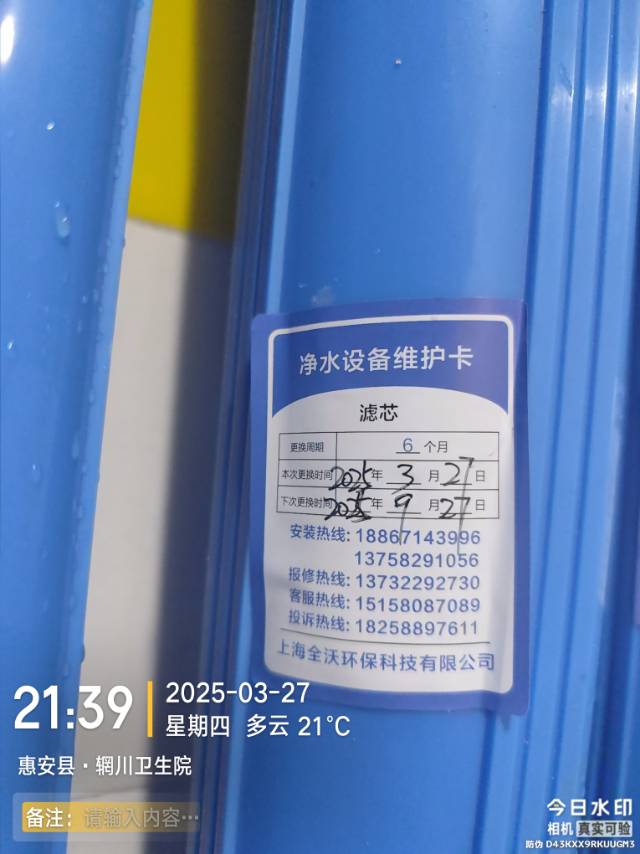 净水设备维护卡
滤芯
更换周期 6 个月
本次更换时间 2025 年 3 月 27 日
下次更换时间 2025 年 9 月 27 日
安装热线: 18867143996
13758291056
报修热线: 13732292730
客服热线: 15158087089
投诉热线: 18258897611
上海全沃环保科技有限公司
21:39 2025-03-27
星期四 多云 21°C
惠安县·辋川卫生院
备注: 请输入内容…
今日水印
相机 真实可验
防伪 D43KXX9RKUUGM3